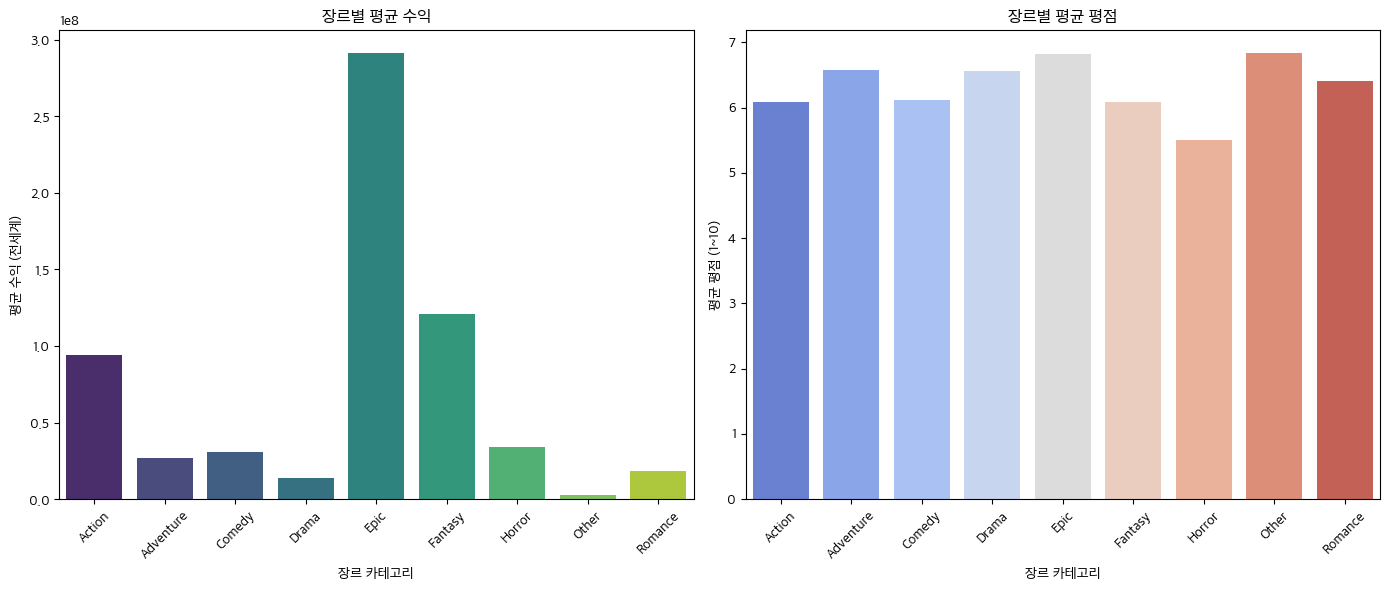 장르별 평균 수익
1e8
3.0
2.5
2.0
1.5
1.0
0.5
0.0
평균 수익 (전세계)
Action
Adventure
Comedy
Drama
Epic
Fantasy
Horror
Other
Romance
장르 카테고리
장르별 평균 평점
7
6
5
4
3
2
1
0
평균 평점 (1~10)
Action
Adventure
Comedy
Drama
Epic
Fantasy
Horror
Other
Romance
장르 카테고리